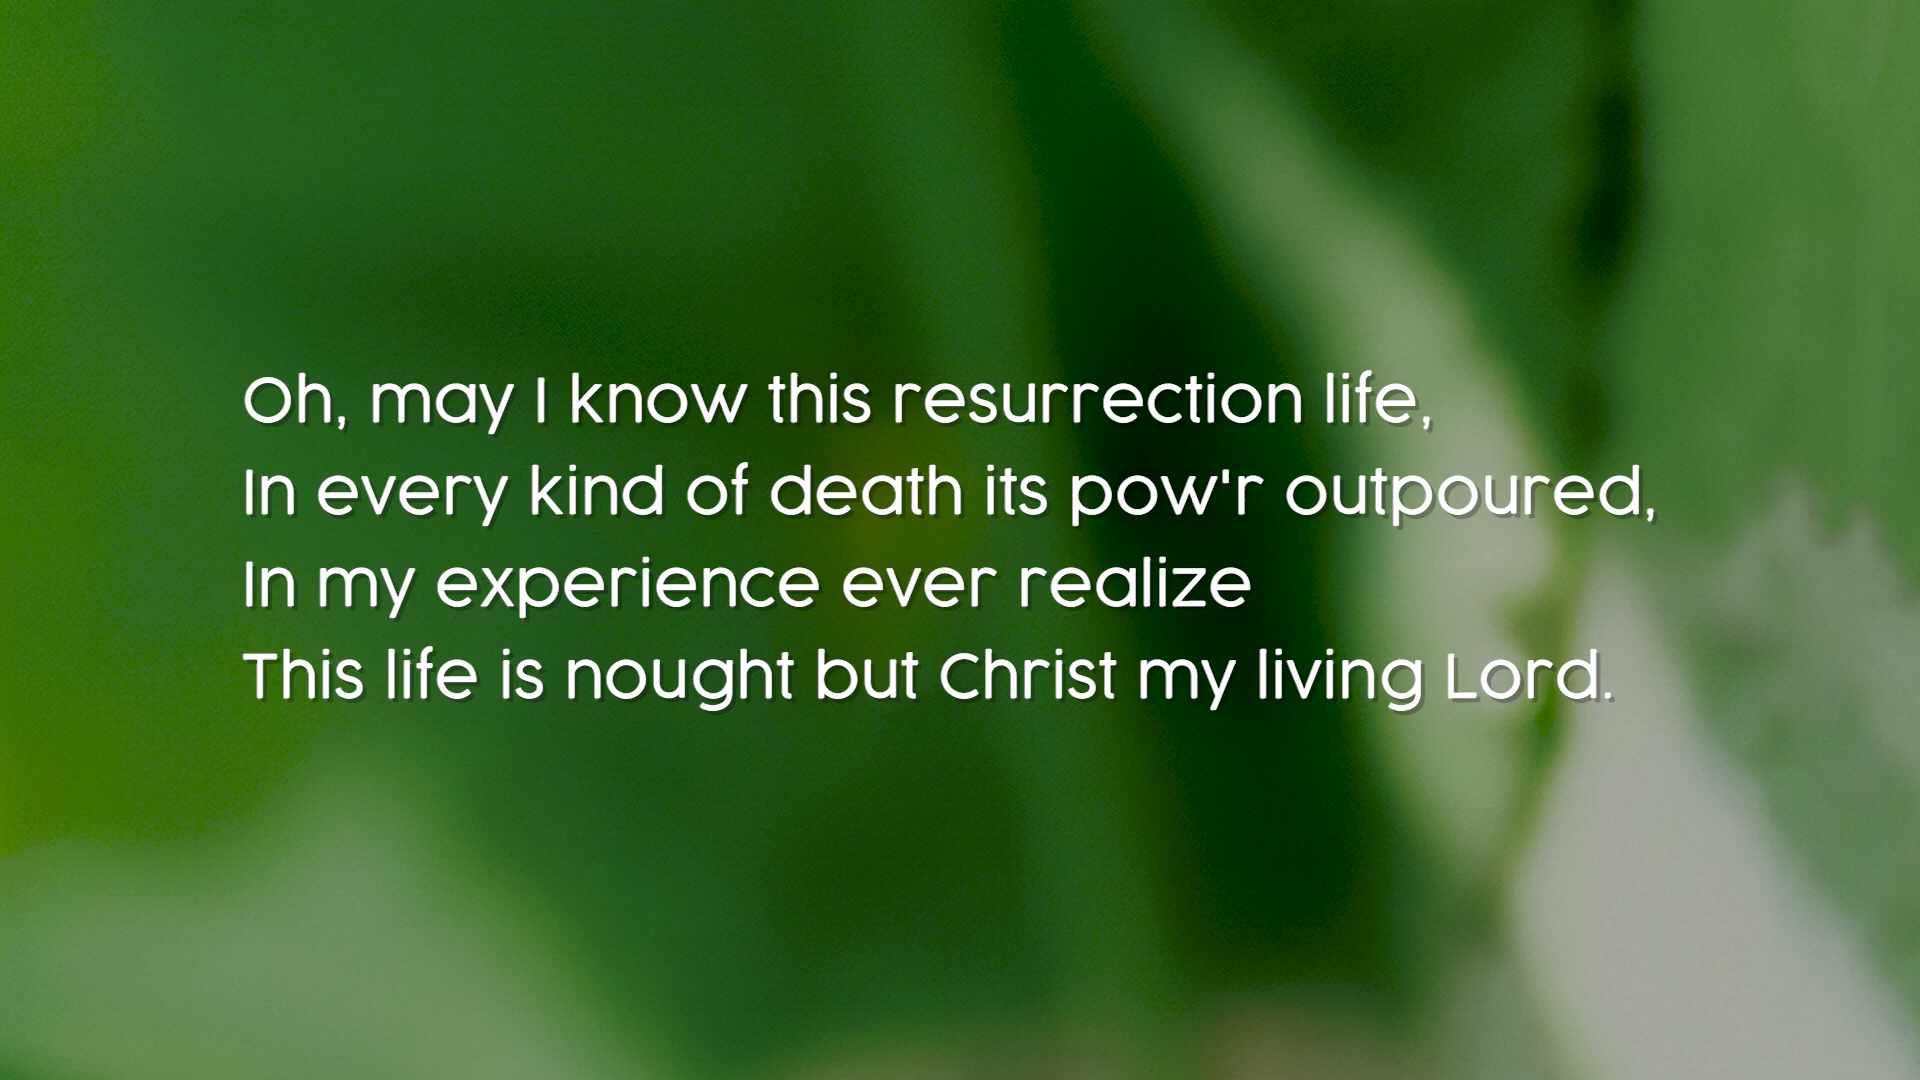 Oh, may I know this resurrection life,
In every kind of death its pow'r outpoured,
In my experience ever realize
This life is nought but Christ my living Lord.